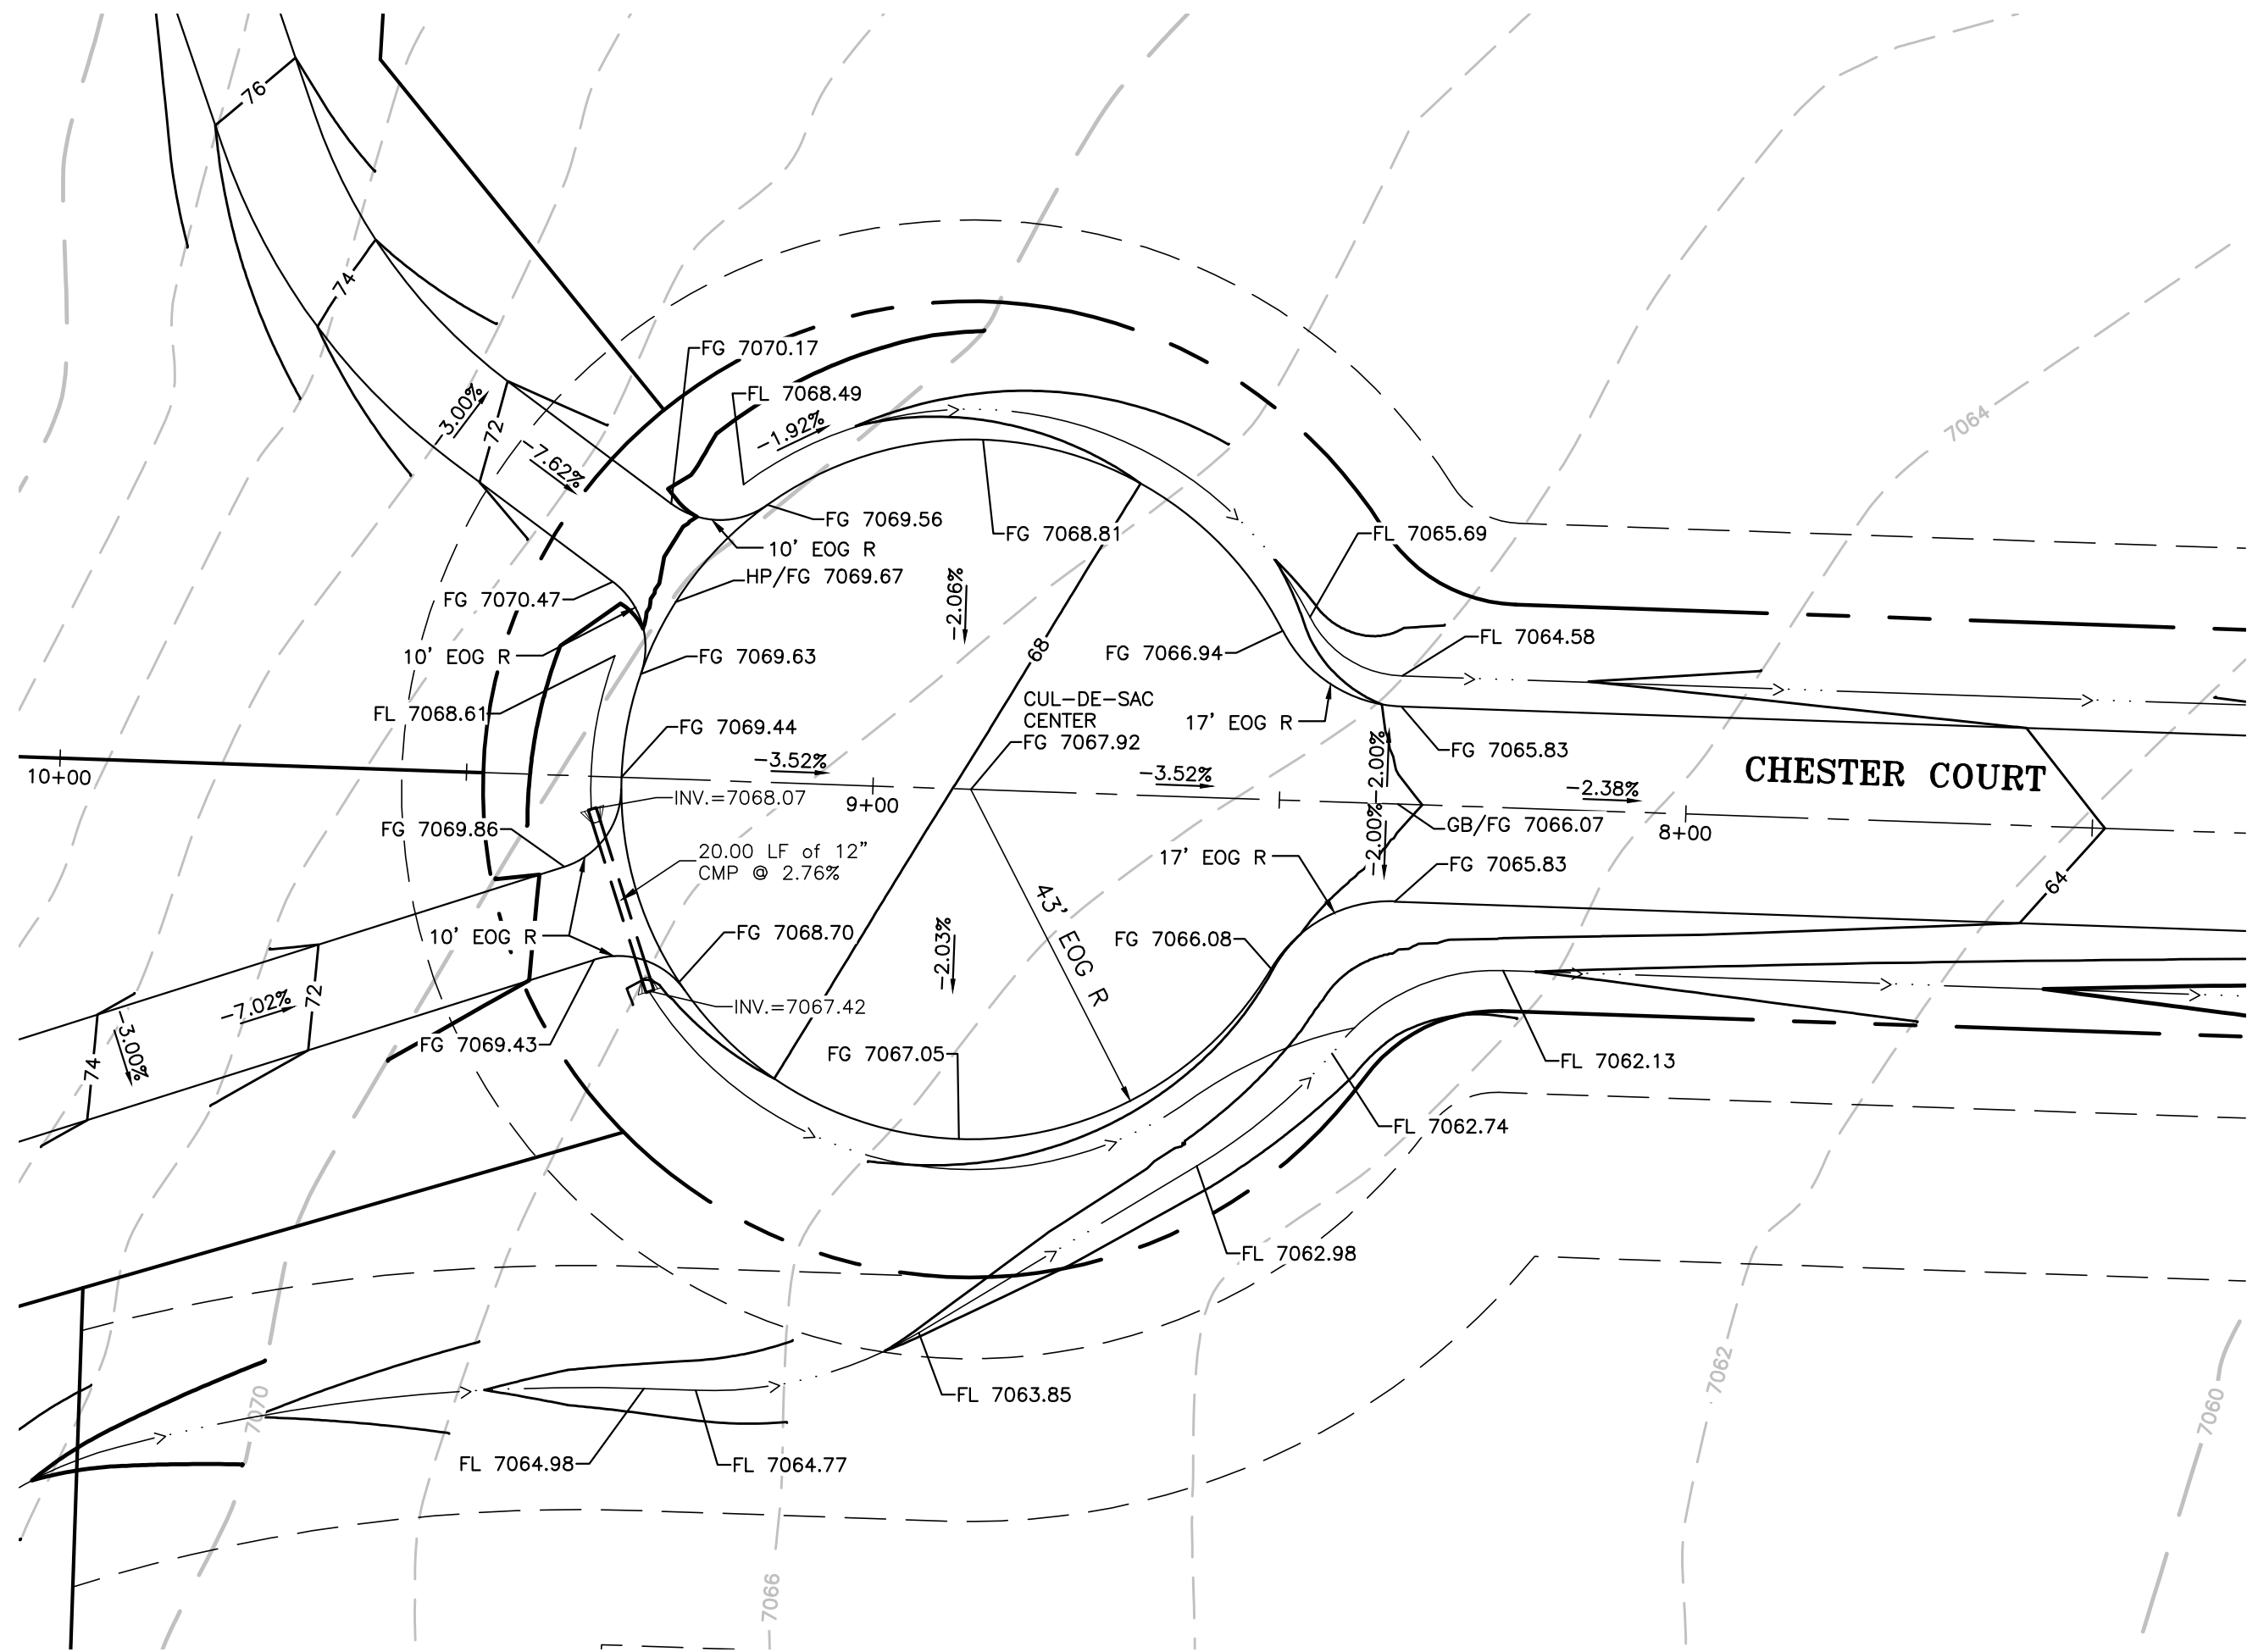 76
74
FG 7070.17
FL 7068.49
-3.00%
72
-1.92%
-7.62%
7064
FG 7069.56
FG 7068.81
10' EOG R
FL 7065.69
HP/FG 7069.67
-2.06%
FG 7070.47
FL 7064.58
68
10' EOG R
FG 7069.63
FG 7066.94
CUL-DE-SAC
CENTER
FG 7067.92
FL 7068.61
17' EOG R
FG 7069.44
-2.00%
FG 7065.83
10+00
-3.52%
-3.52%
CHESTER COURT
-2.38%
INV.=7068.07
9+00
FG 7069.86
GB/FG 7066.07
8+00
-2.00%
20.00 LF of 12"
CMP @ 2.76%
17' EOG R
FG 7065.83
64
43' EOG R
10' EOG R
FG 7068.70
FG 7066.08
-2.03%
72
-7.02%
INV.=7067.42
-3.00%
74
FG 7069.43
FG 7067.05
FL 7062.13
FL 7062.74
FL 7062.98
7062
FL 7063.85
7070
7060
FL 7064.98
FL 7064.77
7066